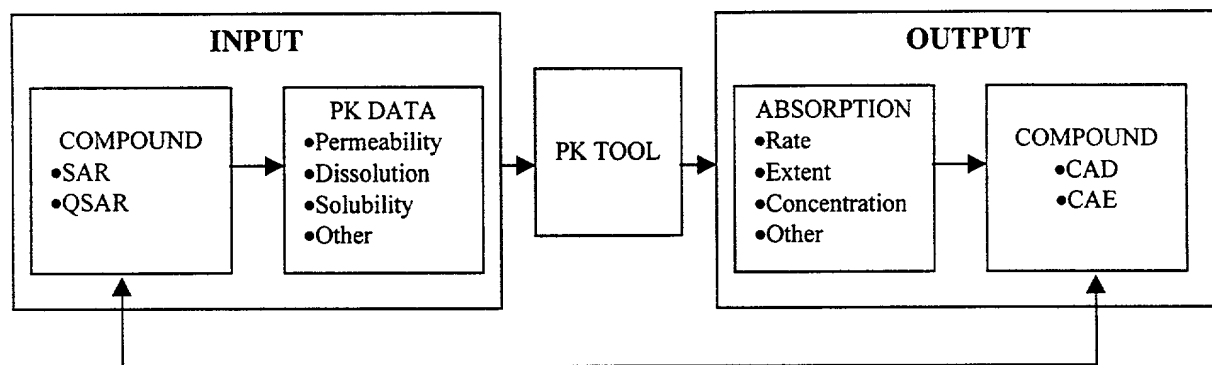 INPUT
COMPOUND
•SAR
•QSAR
PK DATA
•Permeability
•Dissolution
•Solubility
•Other
PK TOOL
OUTPUT
ABSORPTION
•Rate
•Extent
•Concentration
•Other
COMPOUND
•CAD
•CAE